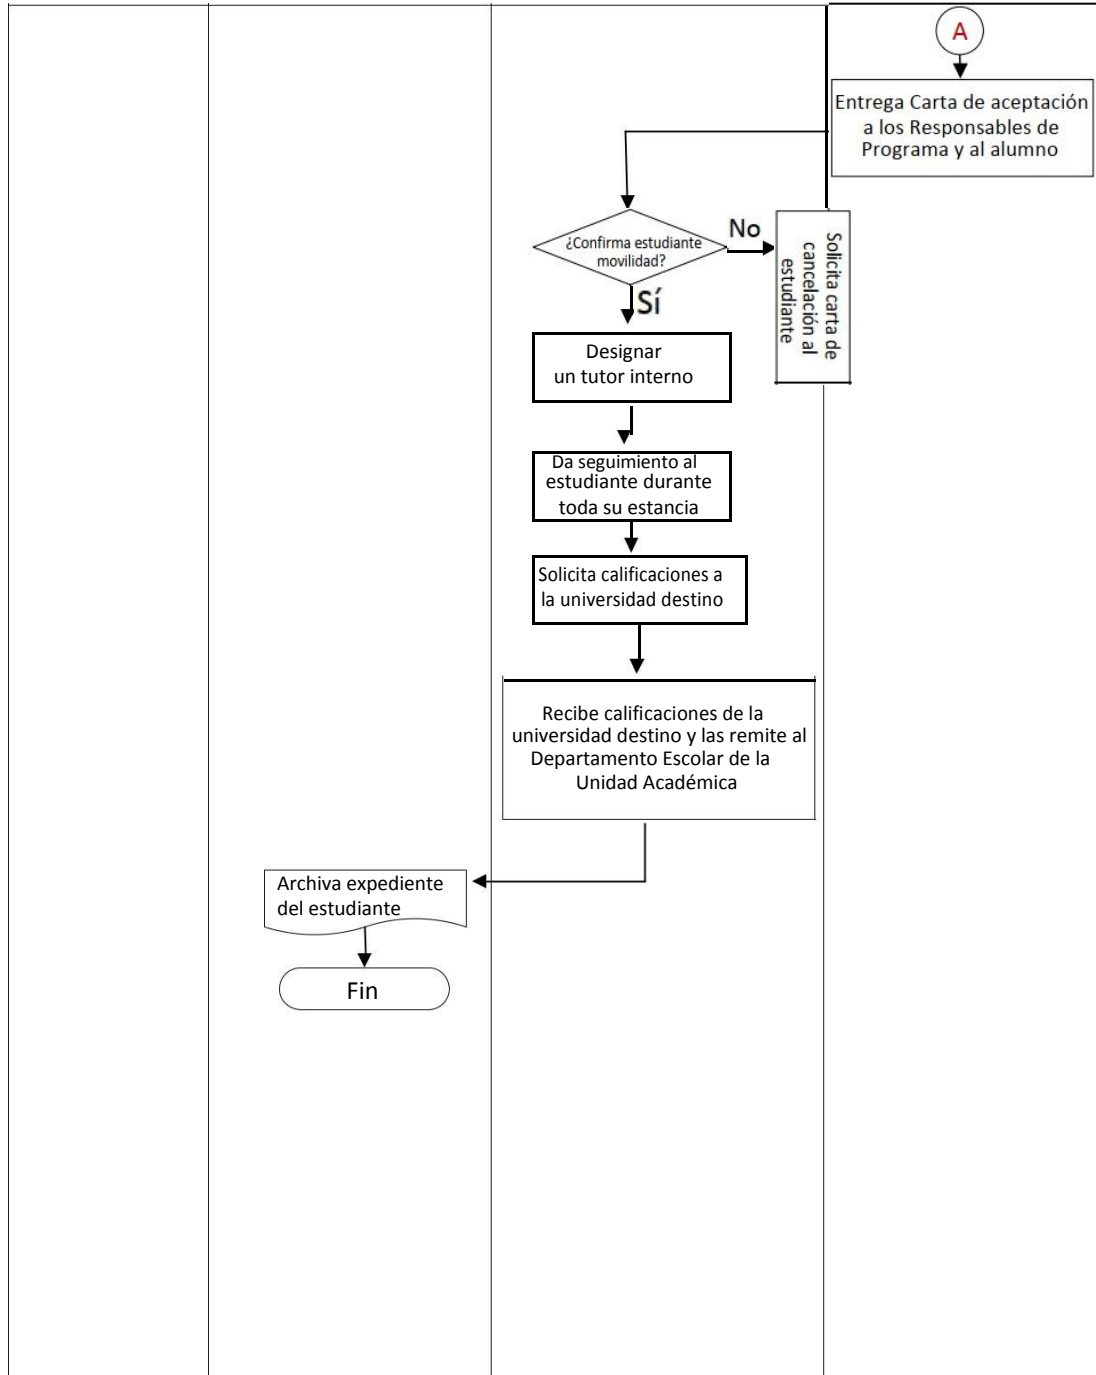 A
Entrega Carta de aceptación
a los Responsables de
Programa y al alumno
¿Confirma estudiante
movilidad?
No
Solicita carta de
cancelación al
estudiante
Sí
Designar
un tutor interno
Da seguimiento al
estudiante durante
toda su estancia
Solicita calificaciones a
la universidad destino
Recibe calificaciones de la
universidad destino y las remite al
Departamento Escolar de la
Unidad Académica
Archiva expediente
del estudiante
Fin